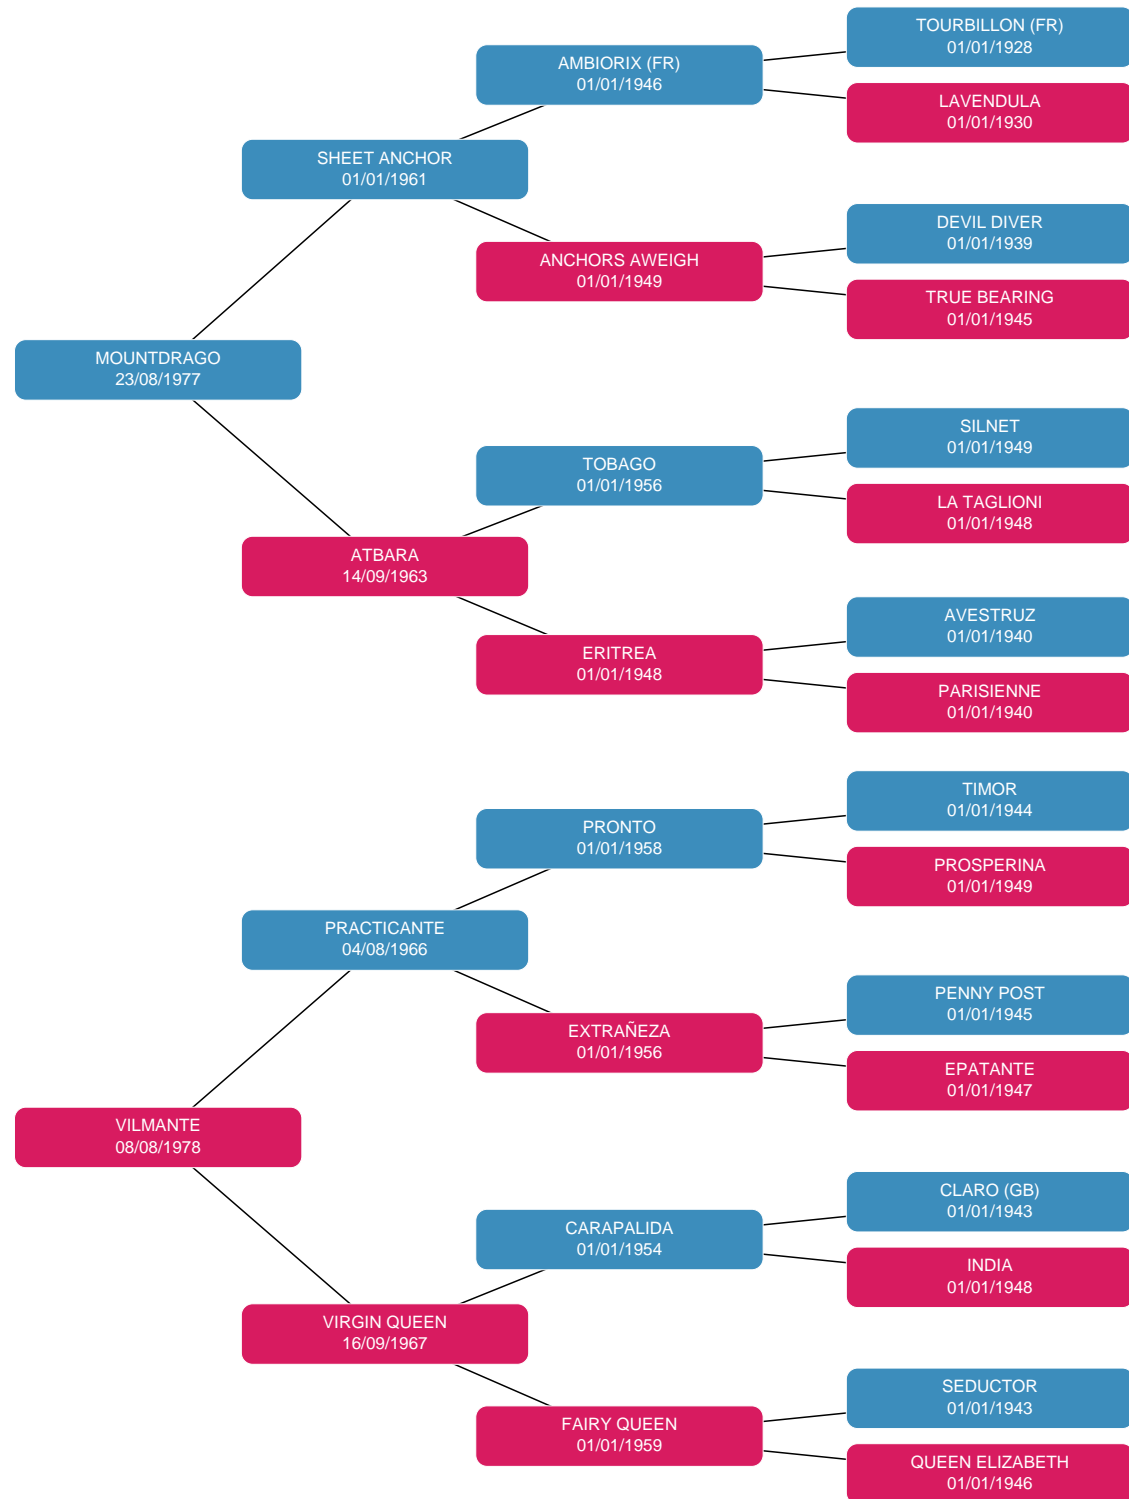 TOURBILLON (FR)
01/01/1928
AMBIORIX (FR)
01/01/1946
LAVENDULA
01/01/1930
SHEET ANCHOR
01/01/1961
DEVIL DIVER
01/01/1939
ANCHORS AWEIGH
01/01/1949
TRUE BEARING
01/01/1945
MOUNTDRAGO
23/08/1977
SILNET
01/01/1949
TOBAGO
01/01/1956
LA TAGLIONI
01/01/1948
ATBARA
14/09/1963
AVESTRUZ
01/01/1940
ERITREA
01/01/1948
PARISIENNE
01/01/1940
TIMOR
01/01/1944
PRONTO
01/01/1958
PROSPERINA
01/01/1949
PRACTICANTE
04/08/1966
PENNY POST
01/01/1945
EXTRAÑEZA
01/01/1956
EPATANTE
01/01/1947
VILMANTE
08/08/1978
CLARO (GB)
01/01/1943
CARAPALIDA
01/01/1954
INDIA
01/01/1948
VIRGIN QUEEN
16/09/1967
SEDUCTOR
01/01/1943
FAIRY QUEEN
01/01/1959
QUEEN ELIZABETH
01/01/1946